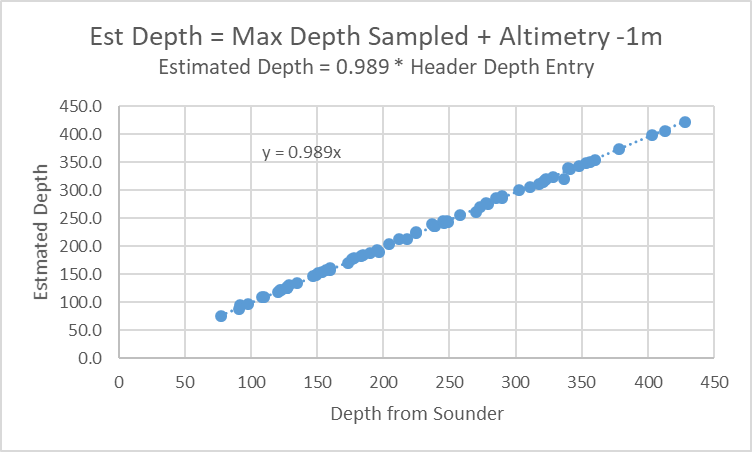 Est Depth = Max Depth Sampled + Altimetry -1m
Estimated Depth = 0.989 * Header Depth Entry
450.0
400.0
350.0
300.0
250.0
200.0
150.0
100.0
50.0
0.0
y = 0.989x
Estmated Depth
0 50 100 150 200 250 300 350 400 450
Depth from Sounder